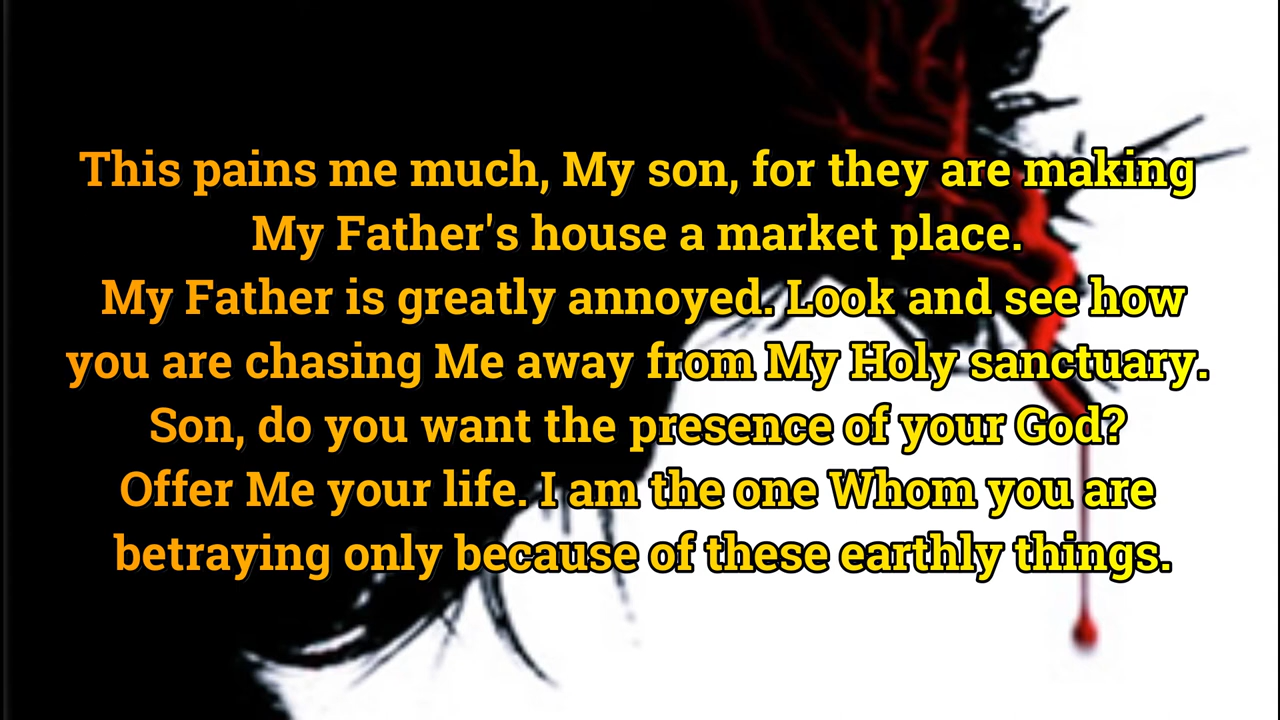 This pains me much, My son, for they are making
My Father's house a market place.
My Father is greatly annoyed. Look and see how
you are chasing Me away from My Holy sanctuary.
Son, do you want the presence of your God?
Offer Me your life. I am the one Whom you are
betraying only because of these earthly things.